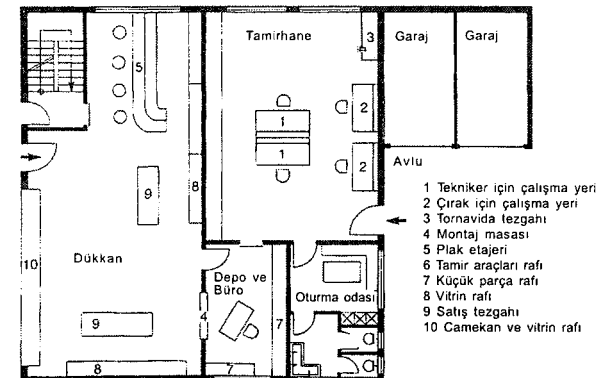 Tamirhane
3
Garaj
Garaj
5
1
2
1
2
Avlu
9
8
10
Dükkan
Depo ve
Büro
Oturma odası
4
7
9
8
7
1 Tekniker için çalışma yeri
2 Çırak için çalışma yeri
3 Tornavida tezgahı
4 Montaj masası
5 Plak etajeri
6 Tamir araçları rafı
7 Küçük parça rafı
8 Vitrin rafı
9 Satış tezgahı
10 Camekan ve vitrin rafı